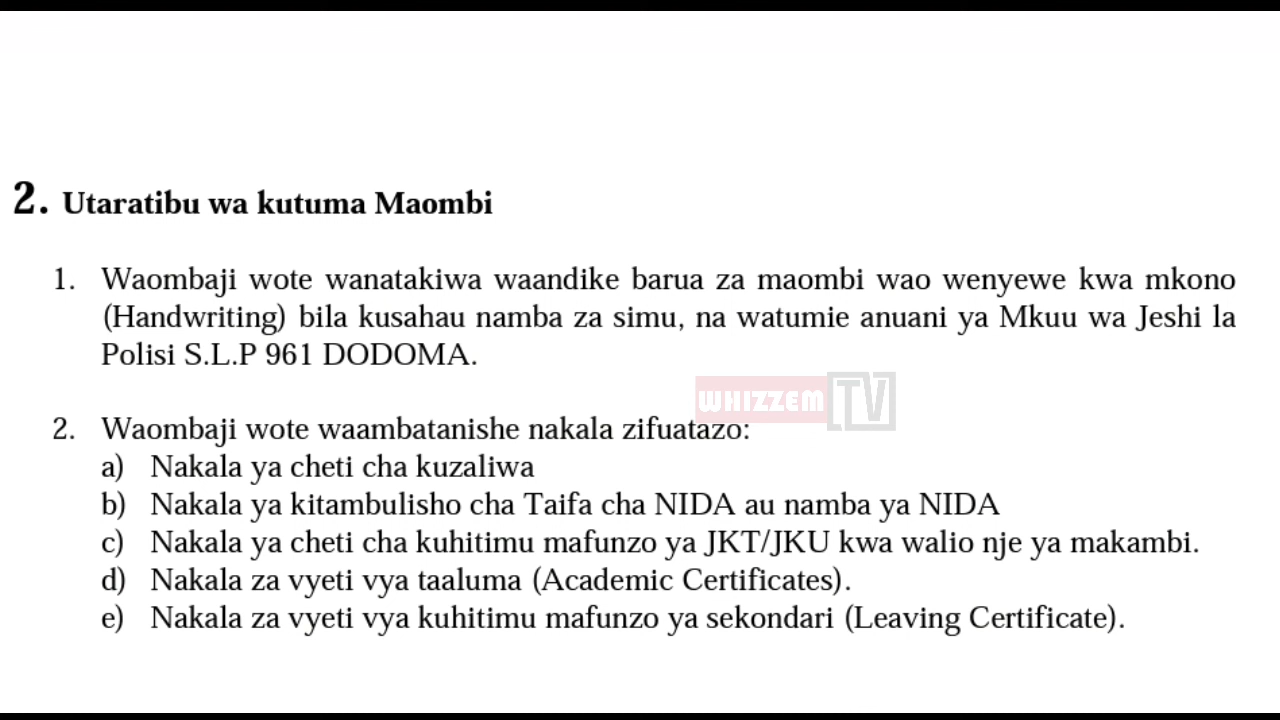 2. Utaratibu wa kutuma Maombi
1. Waombaji wote wanatakiwa waandike barua za maombi wao wenyewe kwa mkono
(Handwriting) bila kusahau namba za simu, na watumie anuani ya Mkuu wa Jeshi la
Polisi S.L.P 961 DODOMA.
WHIZZEM TV
2. Waombaji wote waambatanishe nakala zifuatazo:
a) Nakala ya cheti cha kuzaliwa
b) Nakala ya kitambulisho cha Taifa cha NIDA au namba ya NIDA
c) Nakala ya cheti cha kuhitimu mafunzo ya JKT/JKU kwa walio nje ya makambi.
d) Nakala za vyeti vya taaluma (Academic Certificates).
e) Nakala za vyeti vya kuhitimu mafunzo ya sekondari (Leaving Certificate).